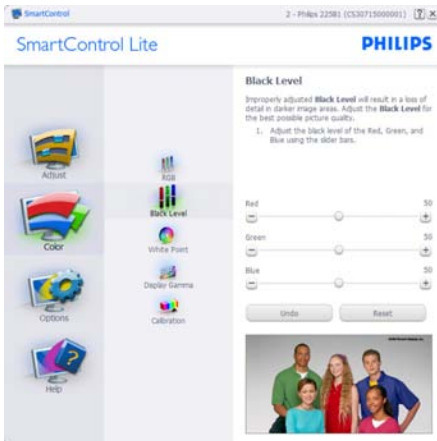 SmartControl
2 - Philips 225B1 (CS30715000001)
SmartControl Lite
PHILIPS
Adjust
Color
Options
Help
RGB
Black Level
White Point
Display Gamma
Calibration
Black Level
Improperly adjusted Black Level will result in a loss of
detail in darker image areas. Adjust the Black Level for
the best possible picture quality.
1. Adjust the black level of the Red, Green, and
Blue using the slider bars.
Red 50
Green 50
Blue 50
Undo Reset